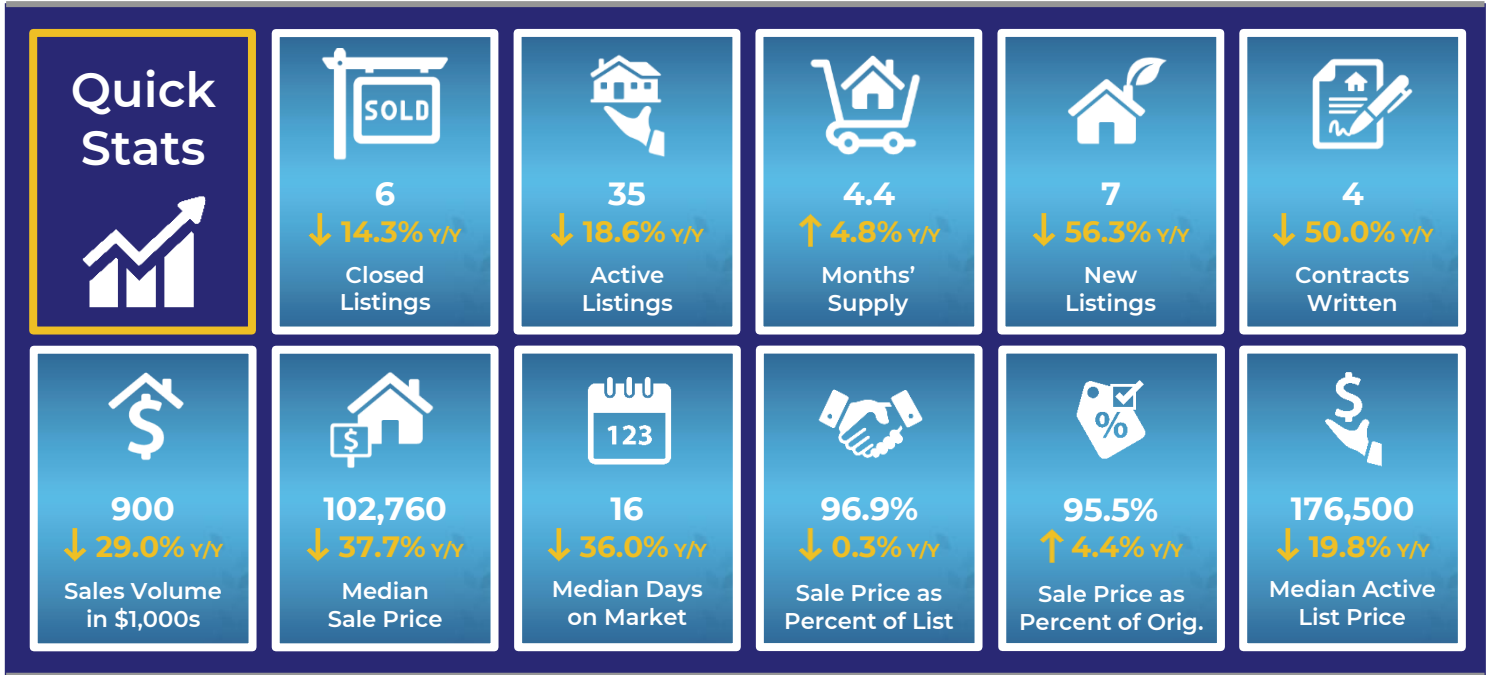 Quick
Stats
SOLD
6
↓ 14.3% Y/Y
Closed
Listings
35
↓ 18.6% Y/Y
Active
Listings
4.4
↑ 4.8% Y/Y
Months’
Supply
7
↓ 56.3% Y/Y
New
Listings
4
↓ 50.0% Y/Y
Contracts
Written
$
900
↓ 29.0% Y/Y
Sales Volume
in $1,000s
$
102,760
↓ 37.7% Y/Y
Median
Sale Price
123
16
↓ 36.0% Y/Y
Median Days
on Market
96.9%
↓ 0.3% Y/Y
Sale Price as
Percent of List
%
95.5%
↑ 4.4% Y/Y
Sale Price as
Percent of Orig.
$
176,500
↓ 19.8% Y/Y
Median Active
List Price